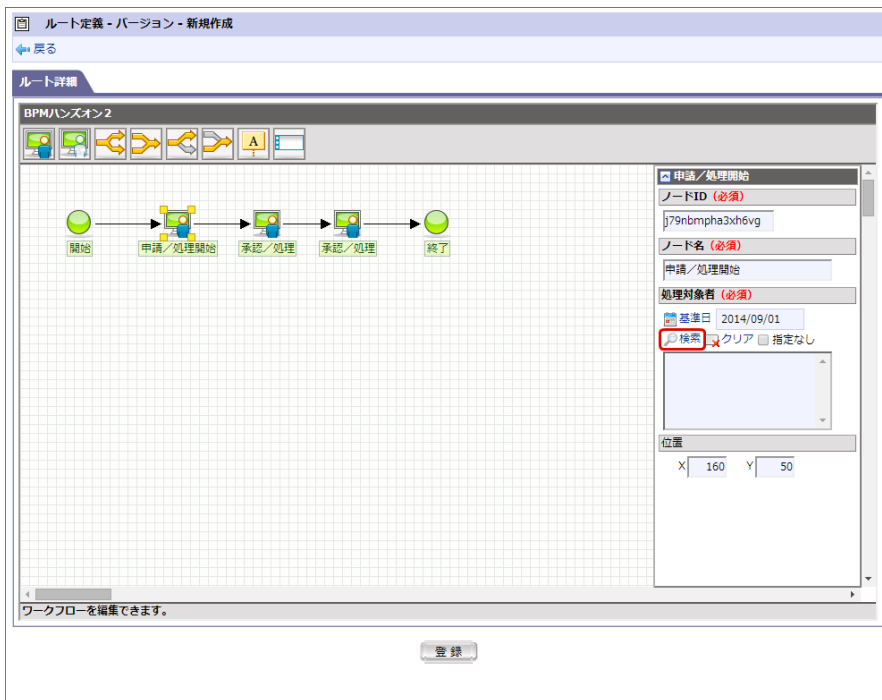 ルート定義 - バージョン - 新規作成
戻る
ルート詳細
BPMハンズオン2
A
開始
申請／処理開始
承認／処理
承認／処理
終了
申請／処理開始
ノードID（必須）
j79nbmpha3xh6vg
ノード名（必須）
申請／処理開始
処理対象者（必須）
基準日 2014/09/01
検索 クリア 指定なし
位置
X 160 Y 50
ワークフローを編集できます。
登録